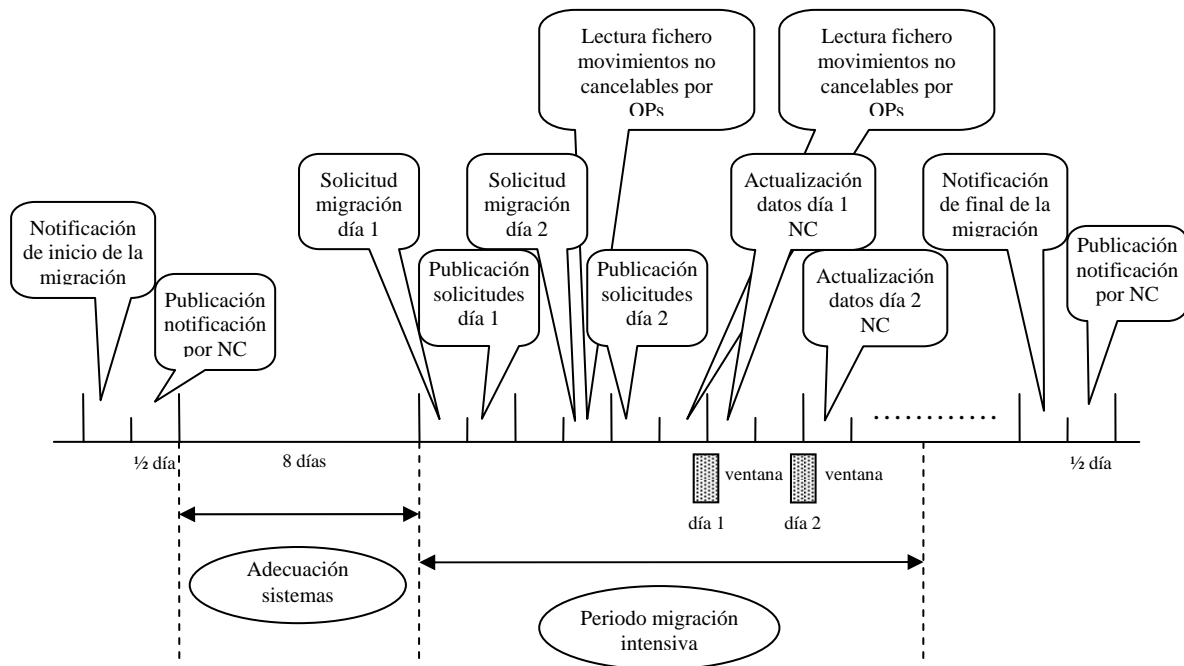 Lectura fichero
movimientos no
cancelables por
OPs
Lectura fichero
movimientos no
cancelables por
OPs
Solicitud
migración
día 1
Solicitud
migración
día 2
Actualización
datos día 1
NC
Notificación
de final de la
migración
Notificación
de inicio de la
migración
Publicación
notificación
por NC
Publicación
solicitudes
día 1
Publicación
solicitudes
día 2
Actualización
datos día 2
NC
Publicación
notificación
por NC
½ día
8 días
ventana
ventana
½ día
día 1
día 2
Adecuación
sistemas
Periodo migración
intensiva